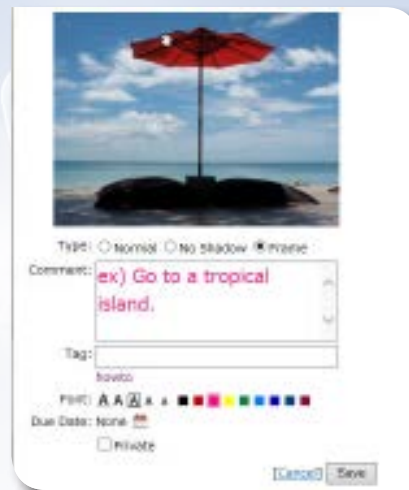 Type: Normal No Shadow Frame
Comment: ex) Go to a tropical
island.
Tag:
howto
Font: A A A A A
Due Date: None
Private
[Cancel] Save